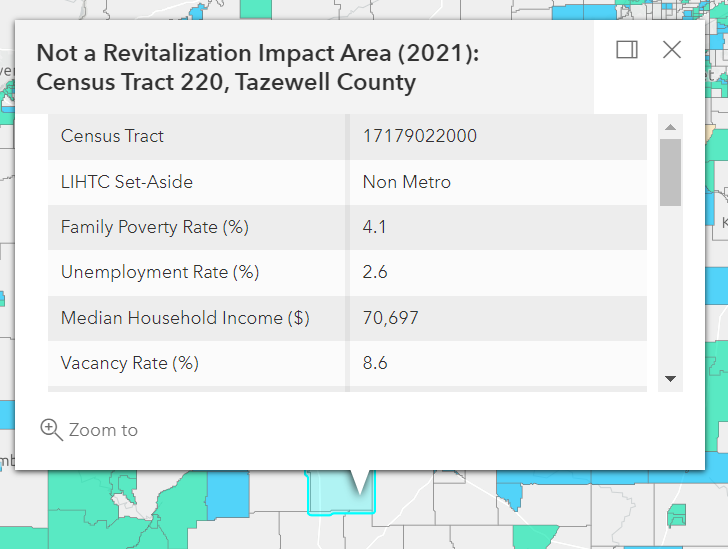 Not a Revitalization Impact Area (2021):
Census Tract 220, Tazewell County
Census Tract 17179022000
LIHTC Set-Aside Non Metro
Family Poverty Rate (%) 4.1
Unemployment Rate (%) 2.6
Median Household Income ($) 70,697
Vacancy Rate (%) 8.6
Zoom to